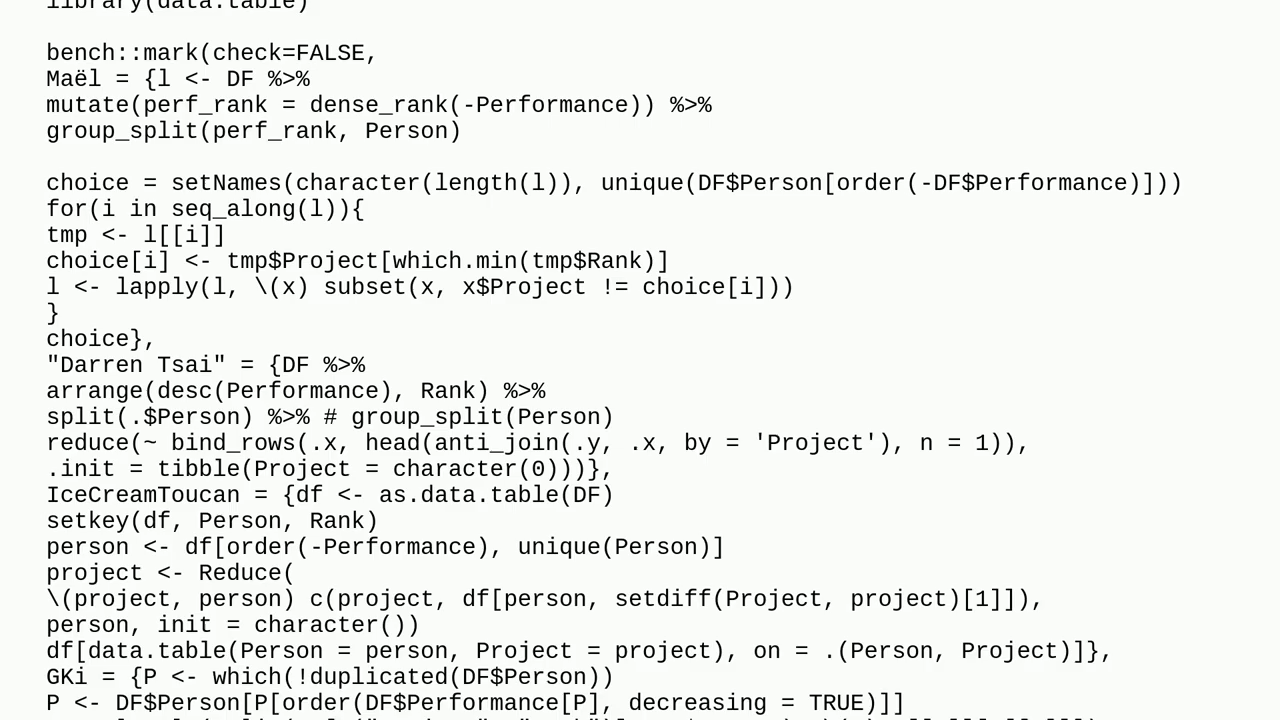 library(data.table)
bench::mark(check=FALSE,
Maël = {l <- DF %>%
mutate(perf_rank = dense_rank(-Performance)) %>%
group_split(perf_rank, Person)
choice = setNames(character(length(l)), unique(DF$Person[order(-DF$Performance)]))
for(i in seq_along(l)){
tmp <- l[[i]]
choice[i] <- tmp$Project[which.min(tmp$Rank)]
l <- lapply(l, \(x) subset(x, x$Project != choice[i]))
}
choice},
"Darren Tsai" = {DF %>%
arrange(desc(Performance), Rank) %>%
split(.$Person) %>% # group_split(Person)
reduce(~ bind_rows(.x, head(anti_join(.y, .x, by = 'Project'), n = 1)),
.init = tibble(Project = character(0)))},
IceCreamToucan = {df <- as.data.table(DF)
setkey(df, Person, Rank)
person <- df[order(-Performance), unique(Person)]
project <- Reduce(
\(project, person) c(project, df[person, setdiff(Project, project)[1]]),
person, init = character())
df[data.table(Person = person, Project = project), on = .(Person, Project)]},
GKi = {P <- which(!duplicated(DF$Person))
P <- DF$Person[P[order(DF$Performance[P], decreasing = TRUE)]]